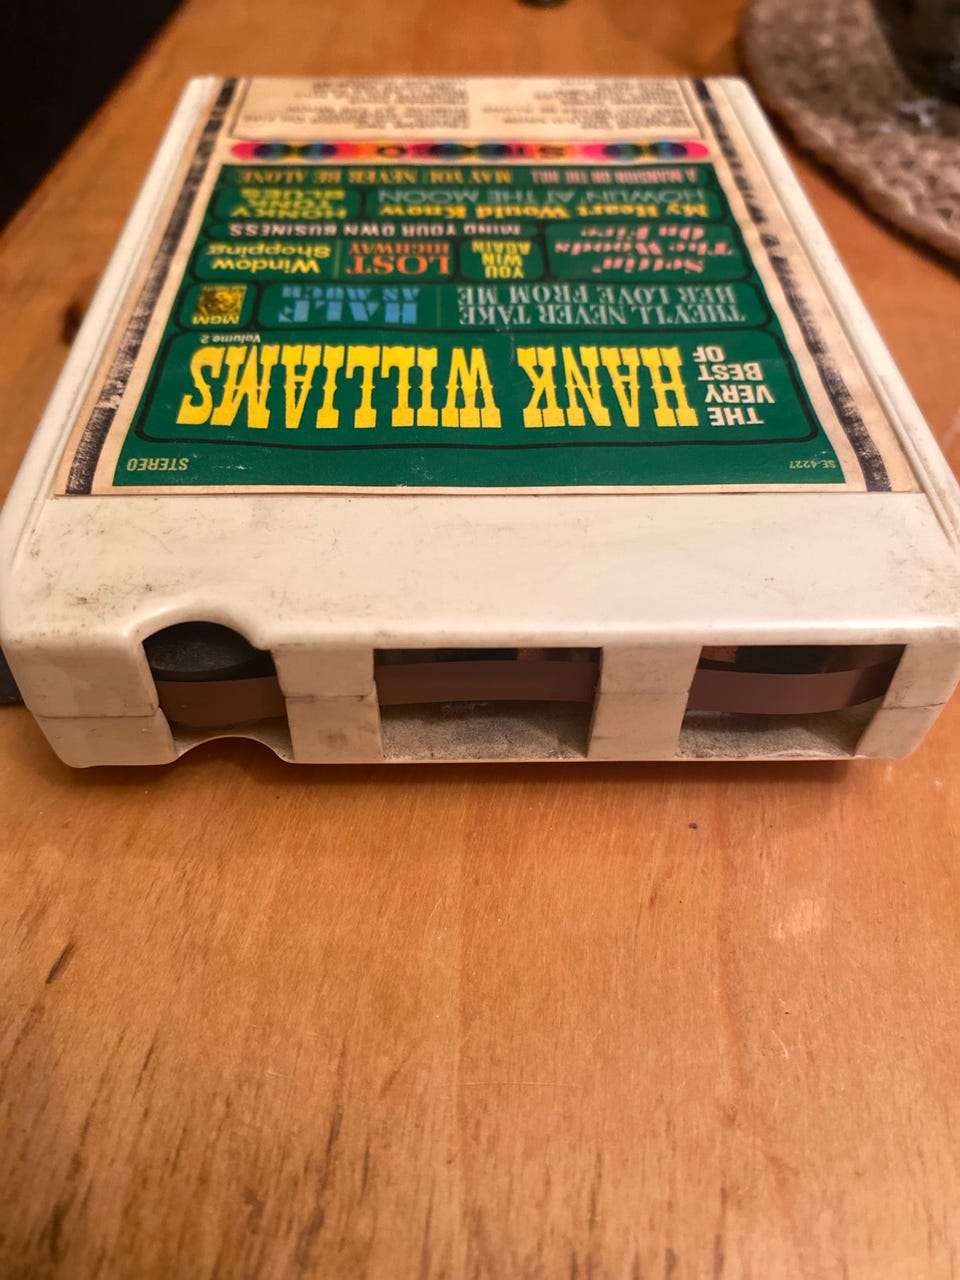 STEREO
SE-4227
THE VERY BEST OF
HANK WILLIAMS
Volume 2
THEY'LL NEVER TAKE HER LOVE FROM ME
HALF AS MUCH
MGM
Settin' The Woods On Fire
YOU WIN AGAIN
LOST HIGHWAY
Window Shopping
MIND YOUR OWN BUSINESS
My Heart Would Know
HOWLIN' AT THE MOON
HONKY TONK BLUES
A MANSION ON THE HILL
MAY YOU NEVER BE ALONE
8 STEREO 8